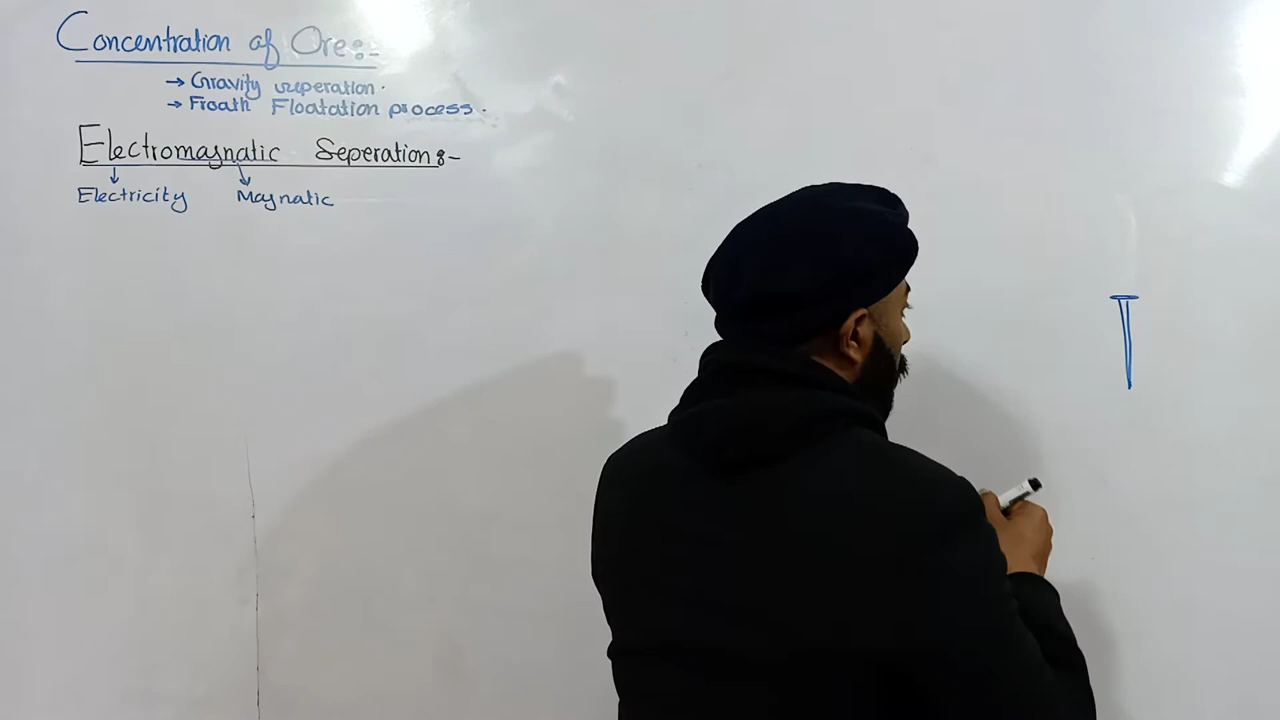 Concentration of Ore:-
→ Gravity seperation.
→ Froath Floatation process.
Electromagnatic Seperation:-
Electricity Magnatic